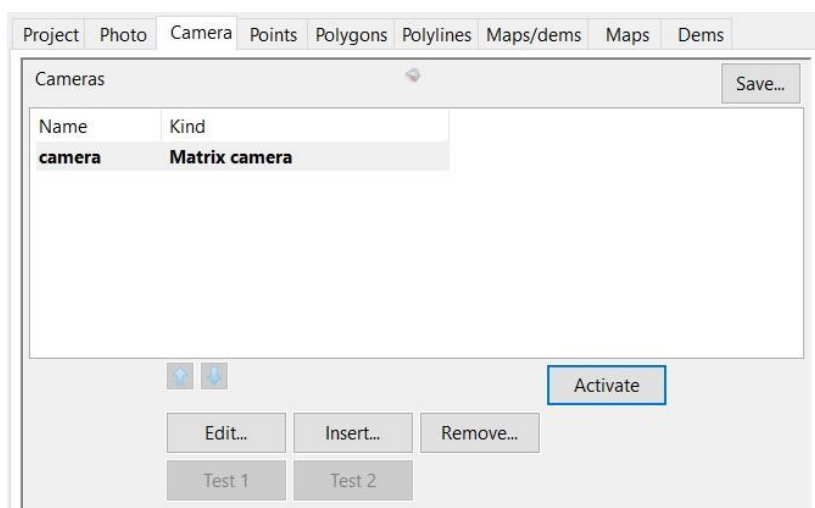 Project Photo Camera Points Polygons Polylines Maps/dems Maps Dems
Cameras Save...
Name Kind
camera Matrix camera
Activate
Edit... Insert... Remove...
Test 1 Test 2